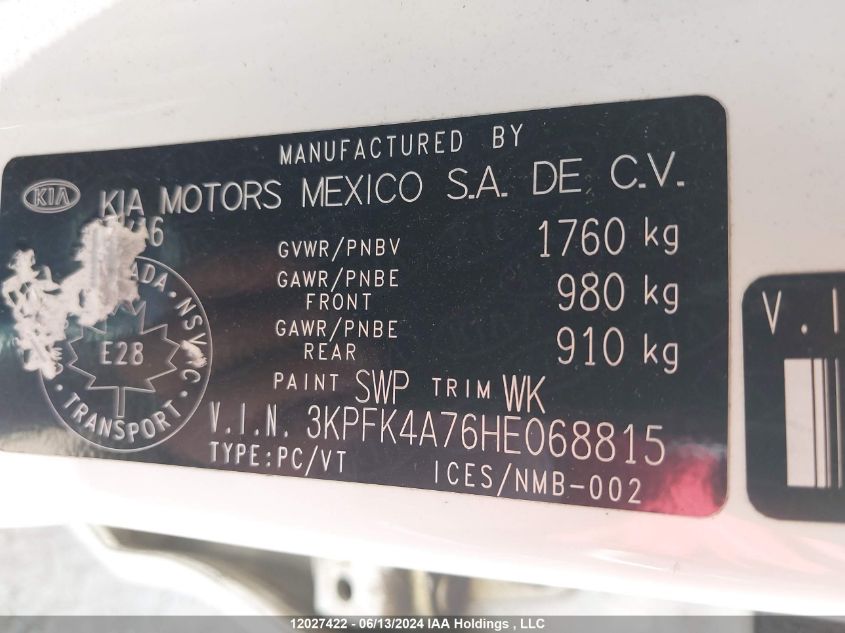 MANUFACTURED BY
KIA KIA MOTORS MEXICO S.A. DE C.V.
GVWR/PNBV 1760 kg
GAWR/PNBE FRONT 980 kg
GAWR/PNBE REAR 910 kg
PAINT SWP TRIM WK
V.I.N. 3KPFK4A76HE068815
TYPE:PC/VT ICES/NMB-002
NSVAC
E28
TRANSPORT
V.I
12027422 - 06/13/2024 IAA Holdings , LLC